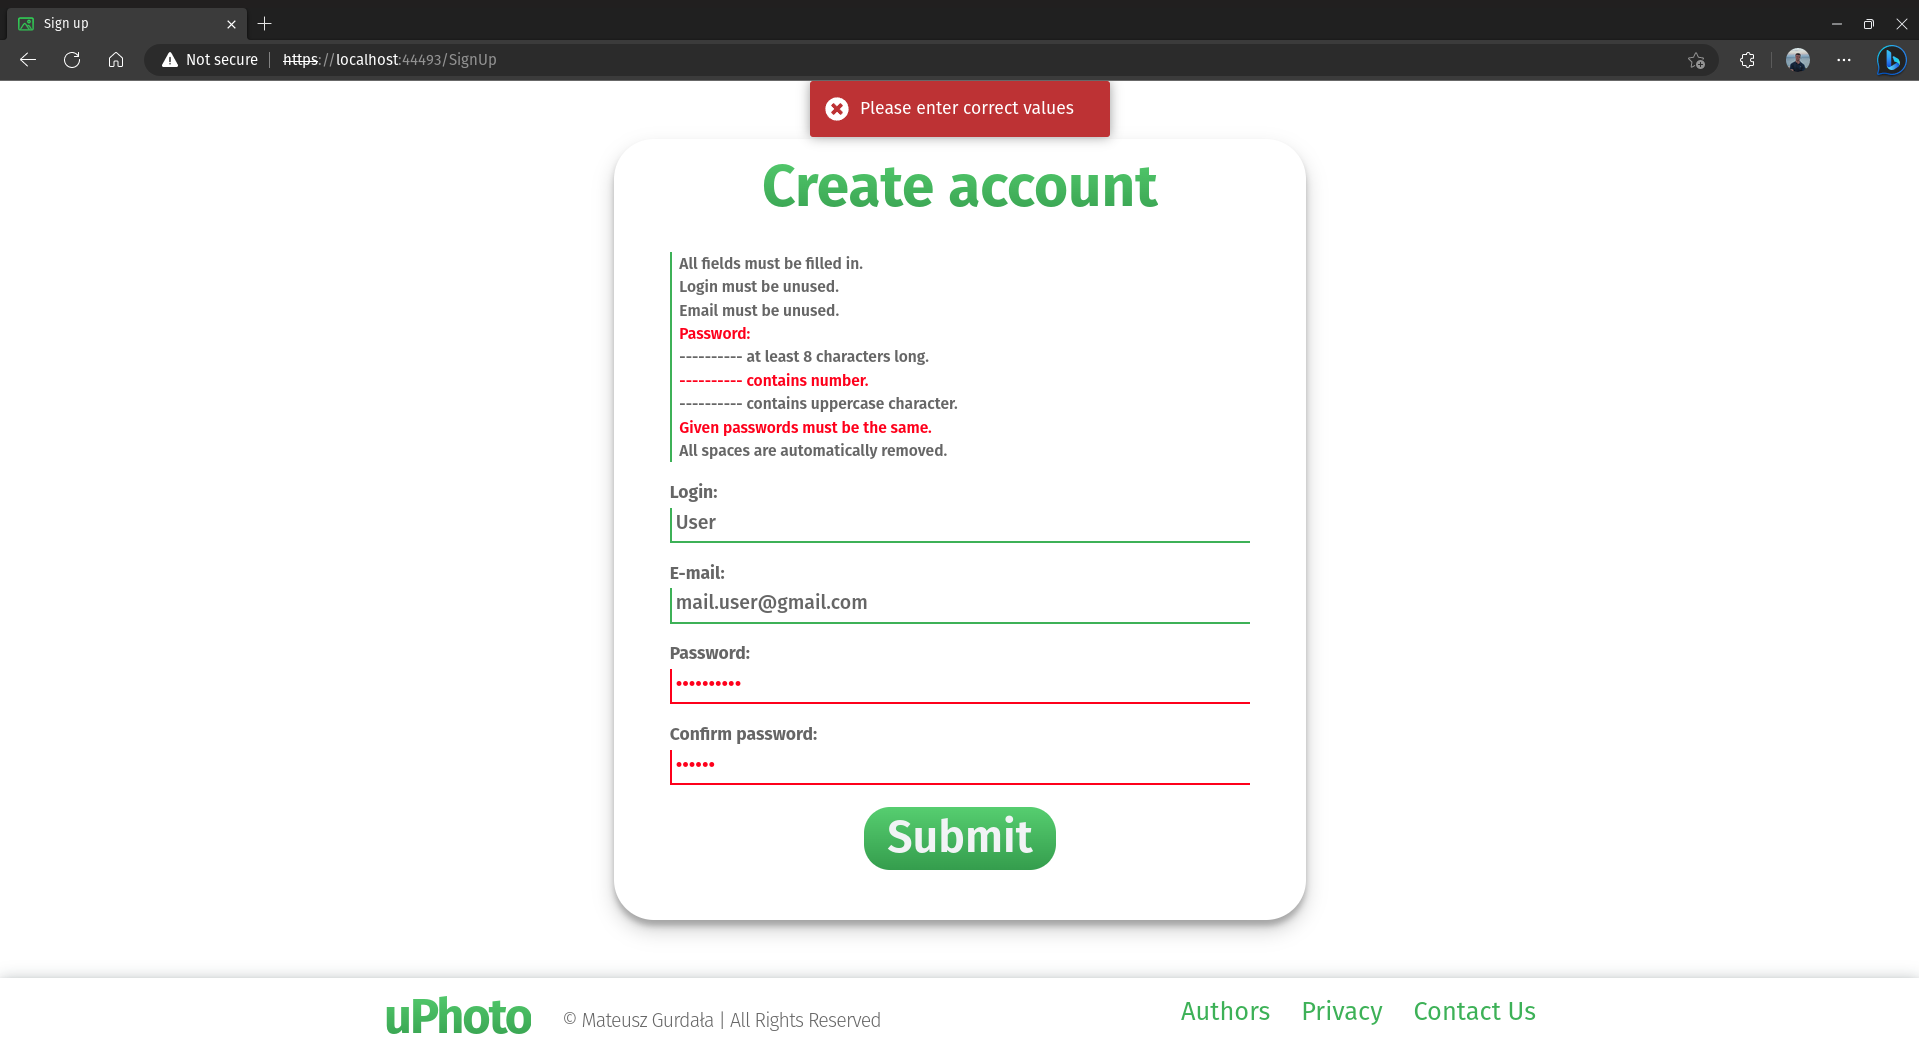 Sign up
Not secure
https://localhost:44493/SignUp
Please enter correct values
Create account
All fields must be filled in.
Login must be unused.
Email must be unused.
Password:
---------- at least 8 characters long.
---------- contains number.
---------- contains uppercase character.
Given passwords must be the same.
All spaces are automatically removed.
Login:
User
E-mail:
mail.user@gmail.com
Password:
••••••••••
Confirm password:
••••••
Submit
uPhoto © Mateusz Gurdała | All Rights Reserved Authors Privacy Contact Us